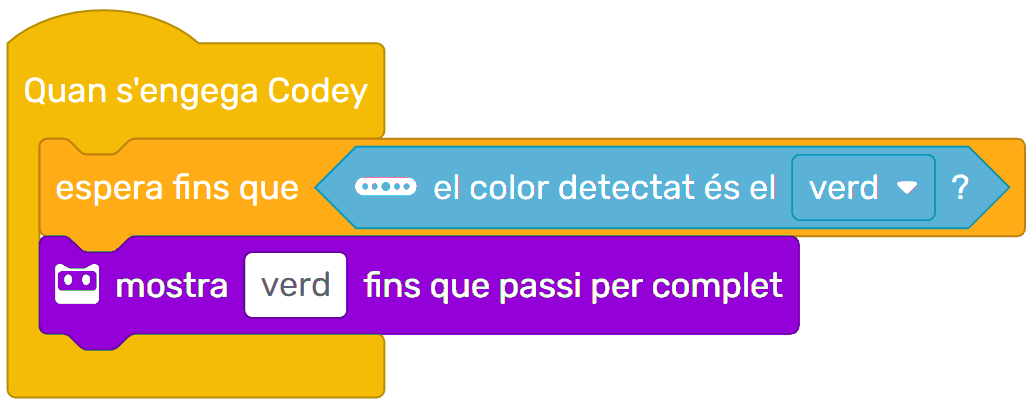 Quan s'engega Codey
espera fins que el color detectat és el verd ?
mostra verd fins que passi per complet